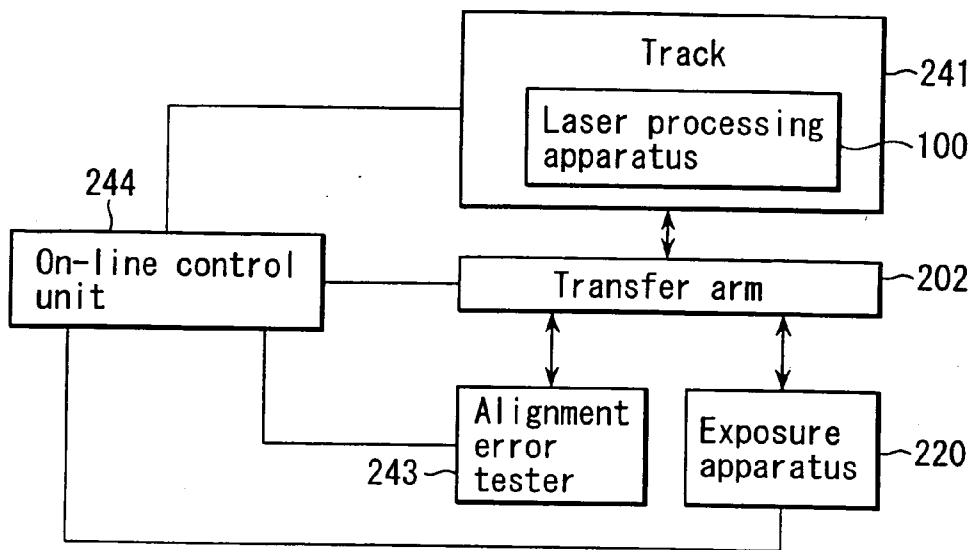 Track
241
Laser processing
apparatus
100
244
On-line control
unit
Transfer arm
202
Alignment
error
tester
243
Exposure
apparatus
220